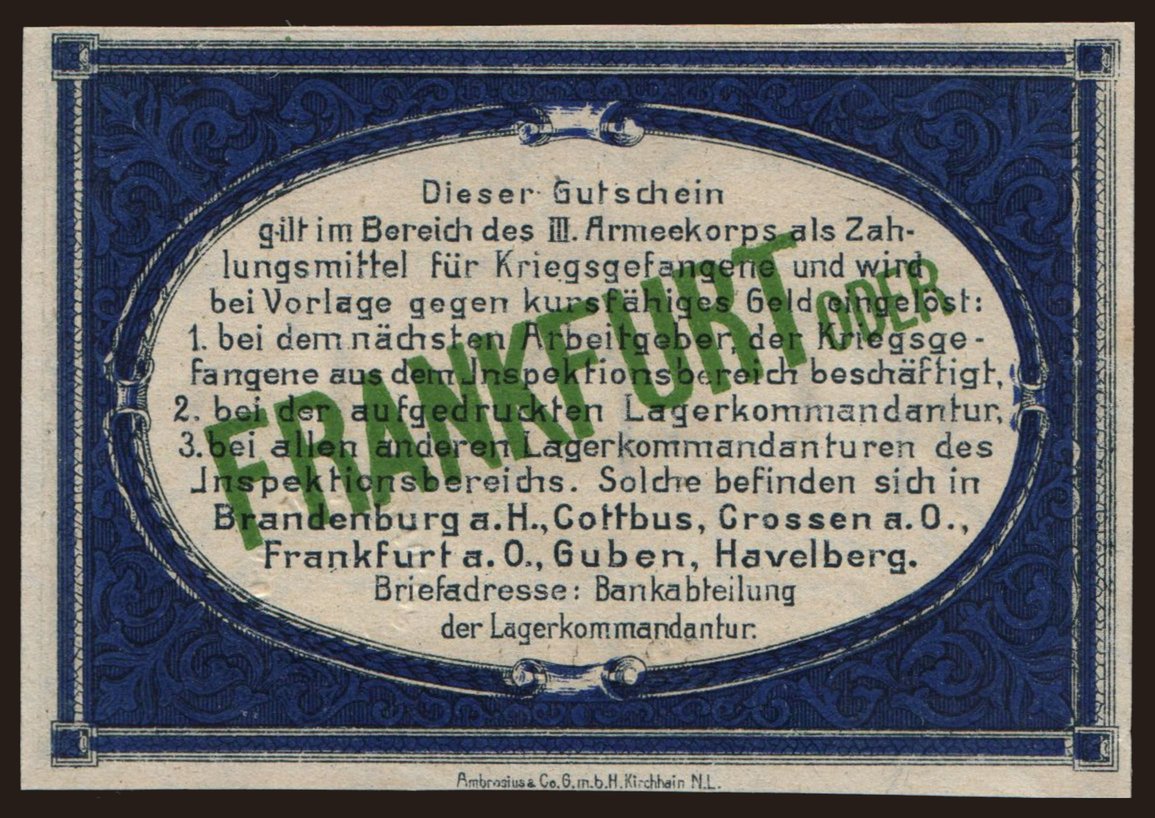 Dieser Gutschein
gilt im Bereich des III. Armeekorps als Zah-
lungsmittel für Kriegsgefangene und wird
bei Vorlage gegen kursfähiges Geld eingelöst:
1. bei dem nächsten Arbeitgeber, der Kriegsge-
fangene aus dem Inspektionsbereich beschäftigt,
2. bei der aufgedruckten Lagerkommandantur,
3. bei allen anderen Lagerkommandanturen des
Inspektionsbereichs. Solche befinden sich in
Brandenburg a.H., Cottbus, Crossen a.O.,
Frankfurt a.O., Guben, Havelberg.
Briefadresse: Bankabteilung
der Lagerkommandantur.
FRANKFURT ODER
Ambrosius & Co. G.m.b.H. Kirchhain N.L.